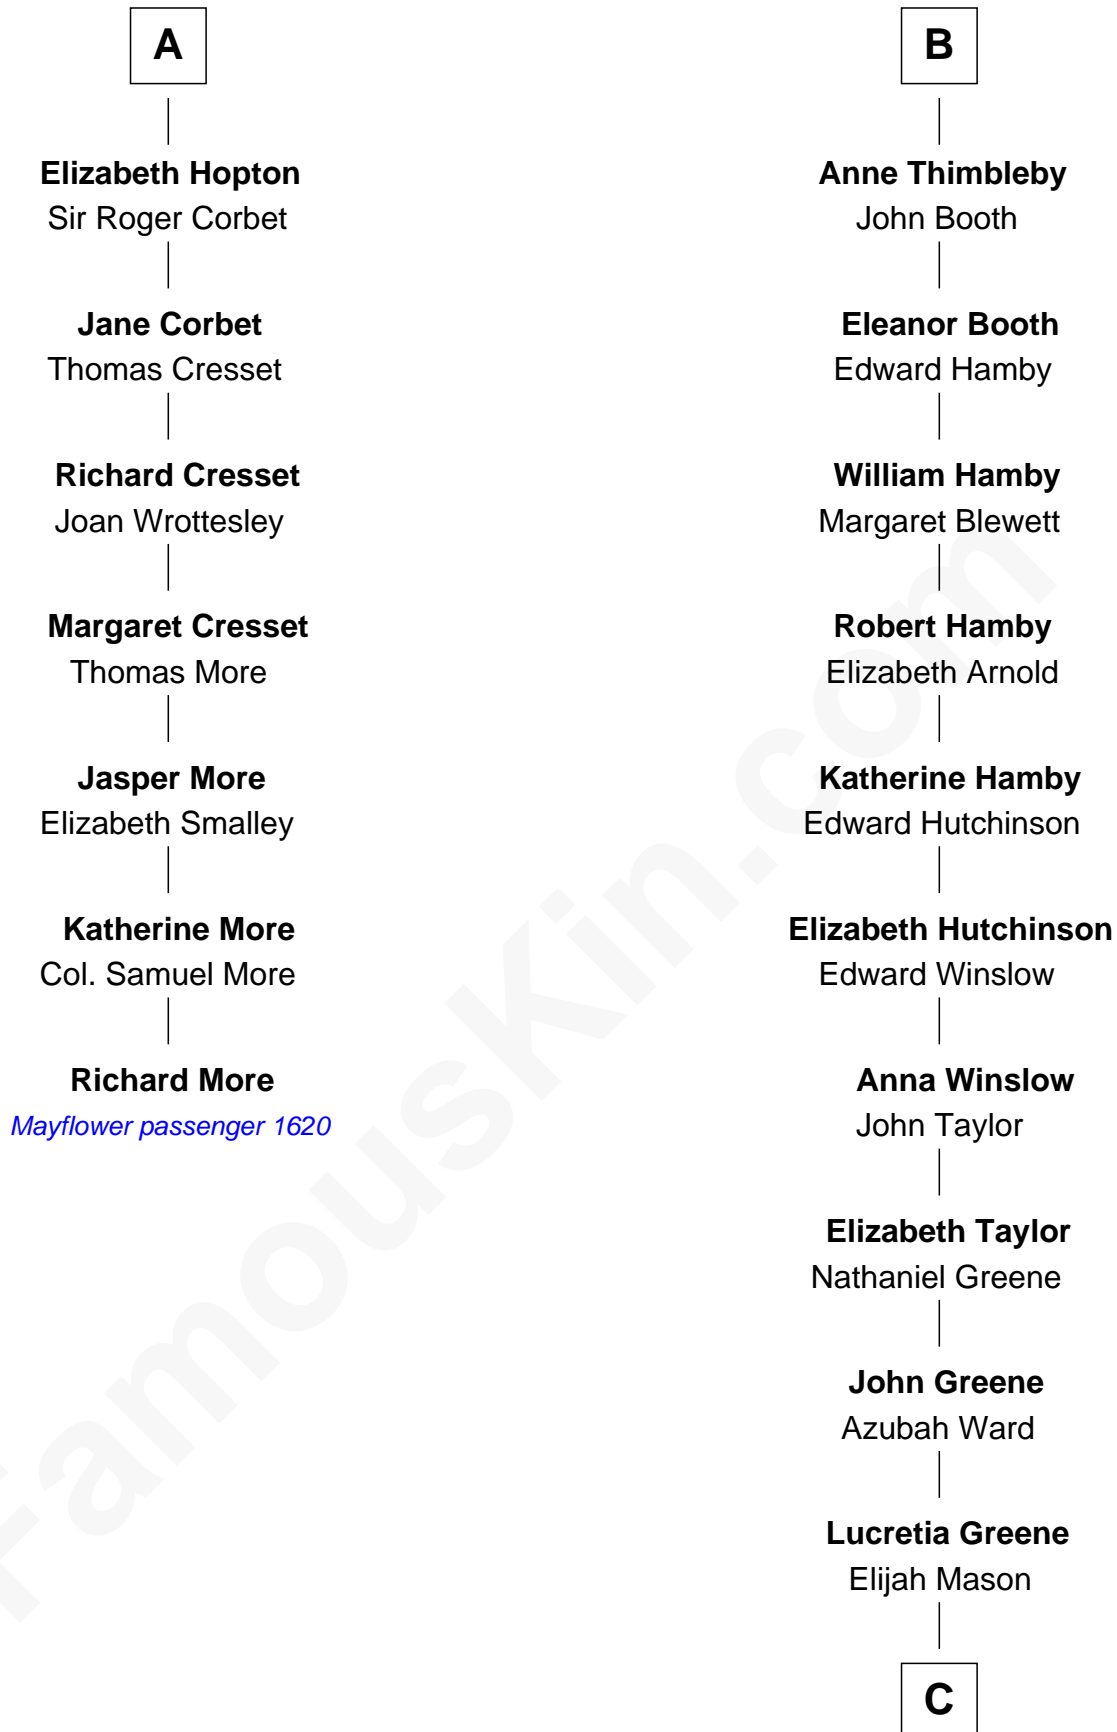 A
Elizabeth Hopton
Sir Roger Corbet
Jane Corbet
Thomas Cresset
Richard Cresset
Joan Wrottesley
Margaret Cresset
Thomas More
Jasper More
Elizabeth Smalley
Katherine More
Col. Samuel More
Richard More
Mayflower passenger 1620
B
Anne Thimbleby
John Booth
Eleanor Booth
Edward Hamby
William Hamby
Margaret Blewett
Robert Hamby
Elizabeth Arnold
Katherine Hamby
Edward Hutchinson
Elizabeth Hutchinson
Edward Winslow
Anna Winslow
John Taylor
Elizabeth Taylor
Nathaniel Greene
John Greene
Azubah Ward
Lucretia Greene
Elijah Mason
C
FamousKin.com